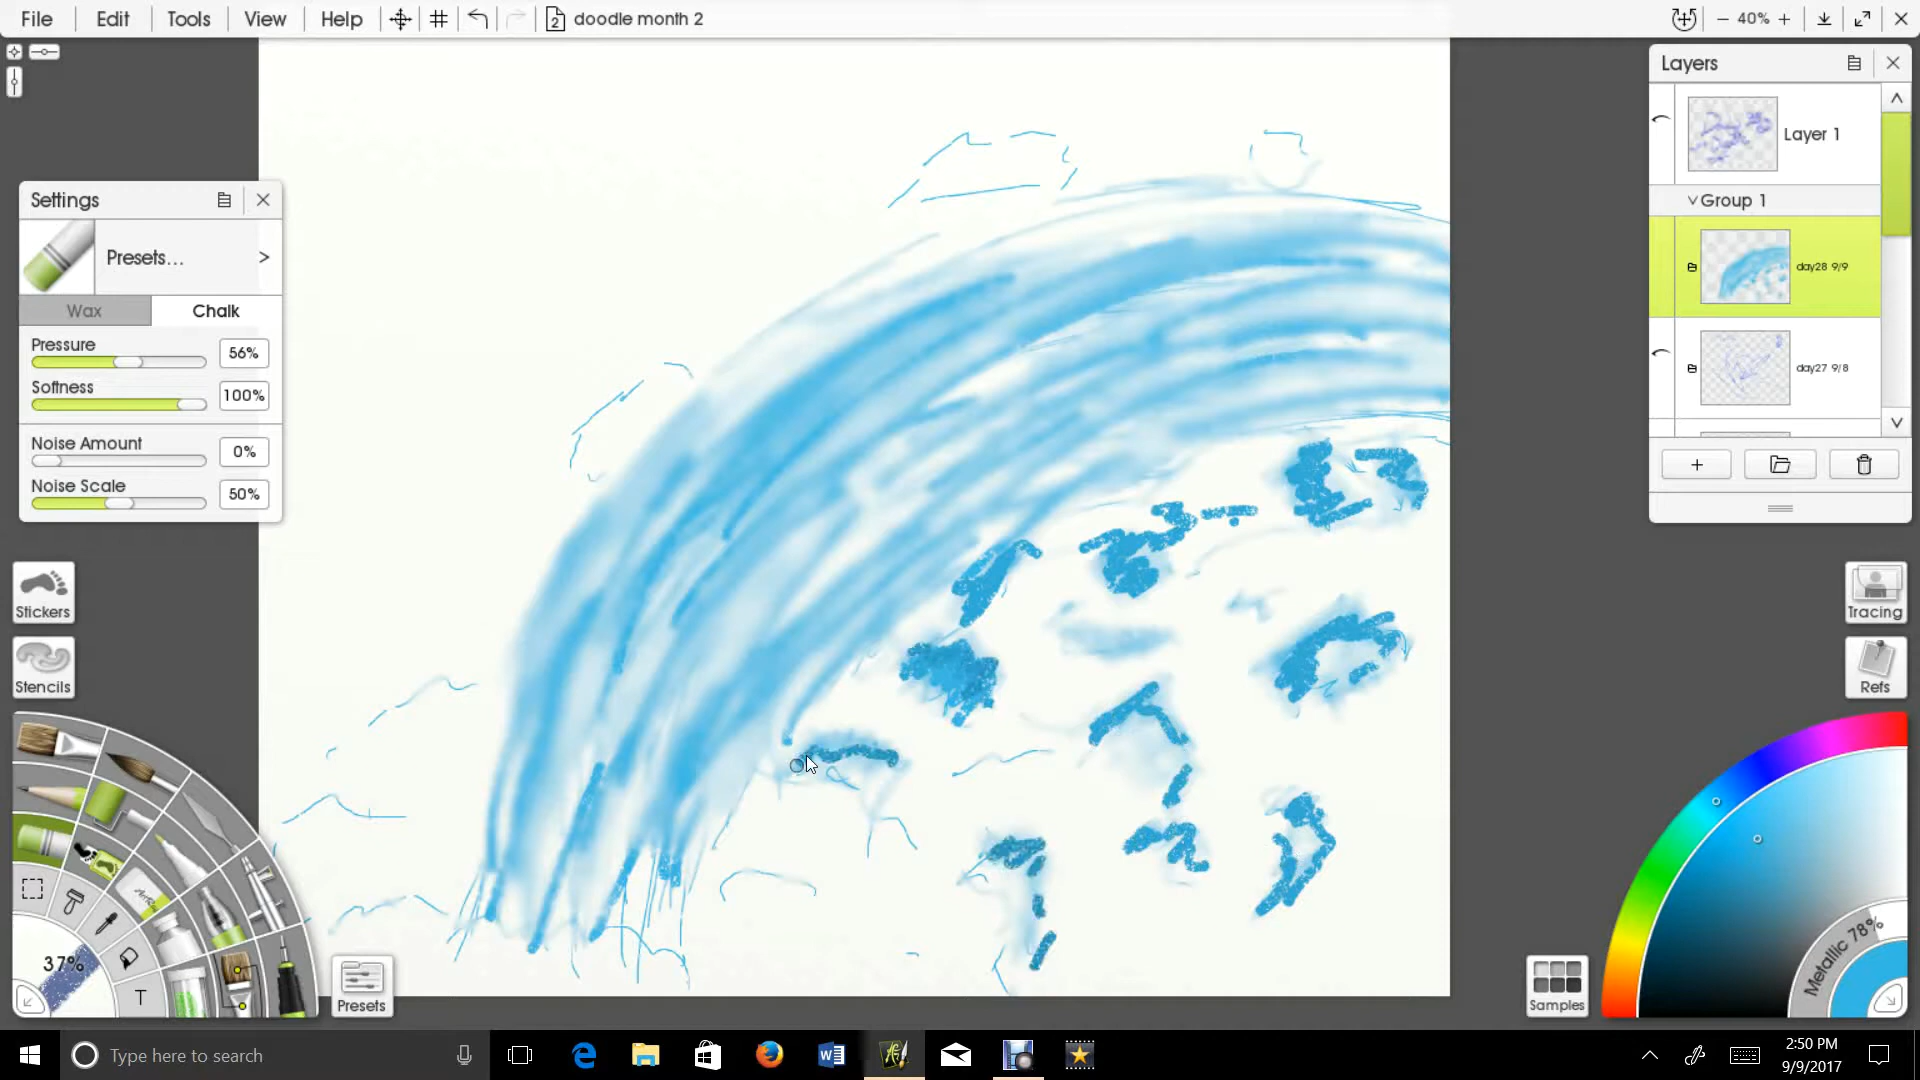 File Edit Tools View Help doodle month 2 40%
Layers
Layer 1
Group 1
day28 9/9
day27 9/8
Settings
Presets...
Wax Chalk
Pressure 56%
Softness 100%
Noise Amount 0%
Noise Scale 50%
Stickers
Stencils
Tracing
Refs
37%
T
Presets
Samples
Metallic 78%
Type here to search
2:50 PM
9/9/2017